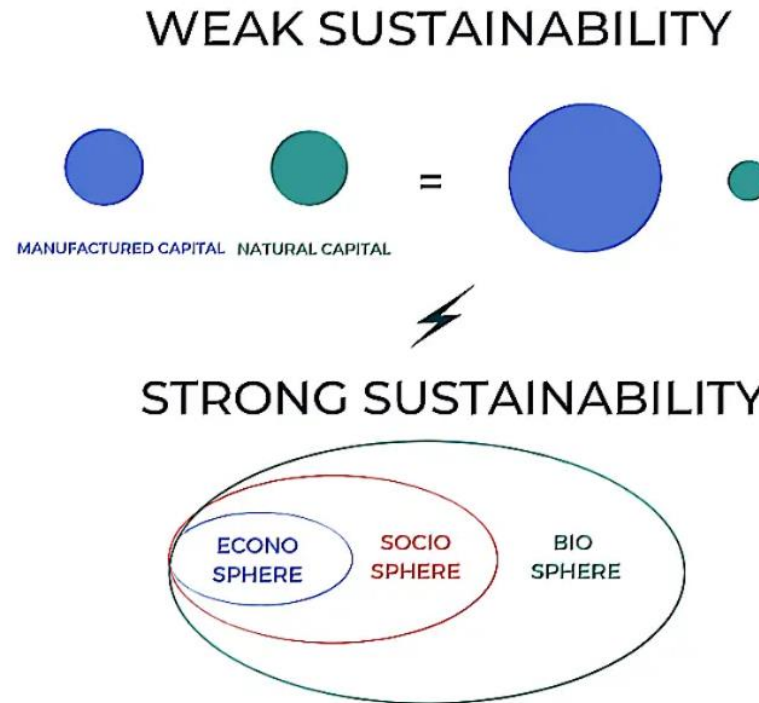 WEAK SUSTAINABILITY
=
MANUFACTURED CAPITAL NATURAL CAPITAL
STRONG SUSTAINABILITY
ECONO
SPHERE
SOCIO
SPHERE
BIO
SPHERE